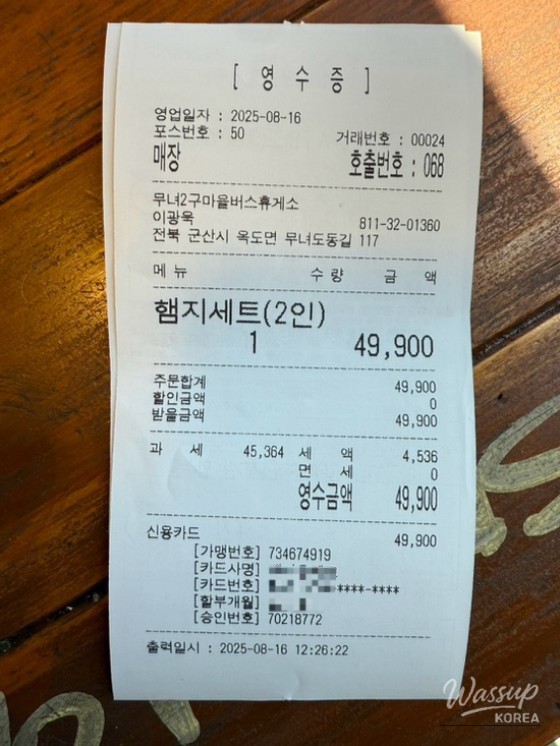 [ 영 수 증 ]
영업일자 : 2025-08-16
포스번호 : 50 거래번호 : 00024
매장 호출번호 : 068
무녀2구마을버스휴게소
이광욱 811-32-01360
전북 군산시 옥도면 무녀도동길 117
메 뉴 수 량 금 액
햄지세트(2인)
1 49,900
주문합계 49,900
할인금액 0
받을금액 49,900
과 세 45,364 세 액 4,536
면 세 0
영수금액 49,900
신용카드 49,900
[가맹번호] 734674919
[카드사명]
[카드번호] ****-****
[할부개월]
[승인번호] 70218772
출력일시 : 2025-08-16 12:26:22
Wassup
KOREA